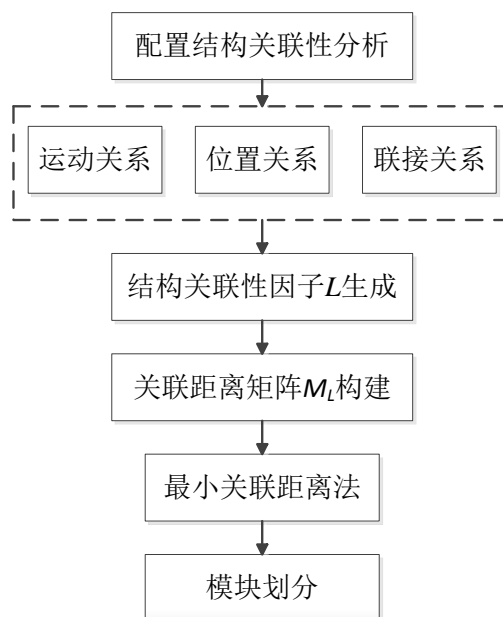 配置结构关联性分析
运动关系 位置关系 联接关系
结构关联性因子L生成
关联距离矩阵M_L构建
最小关联距离法
模块划分